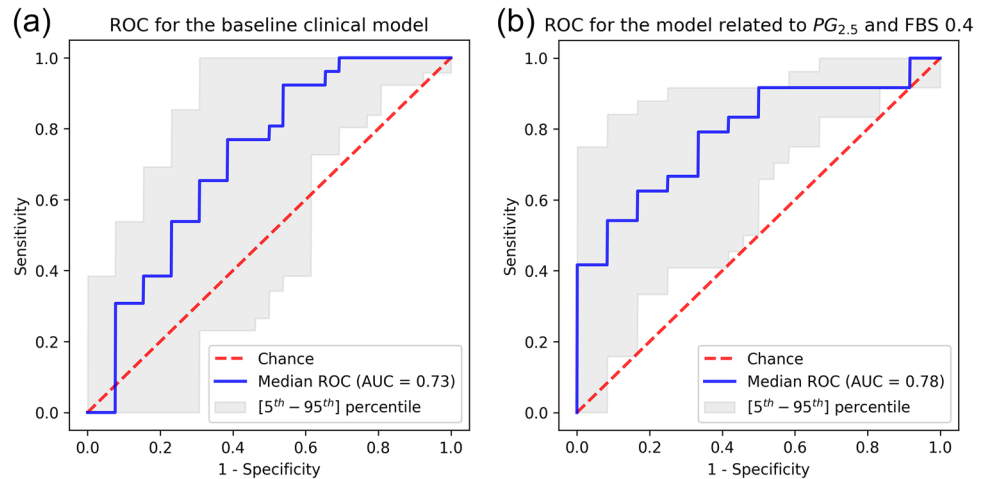 (a)
ROC for the baseline clinical model
1.0
0.8
0.6
0.4
0.2
0.0
Sensitivity
0.0 0.2 0.4 0.6 0.8 1.0
1 - Specificity
Chance
Median ROC (AUC = 0.73)
[5th − 95th] percentile
(b)
ROC for the model related to PG2.5 and FBS 0.4
1.0
0.8
0.6
0.4
0.2
0.0
Sensitivity
0.0 0.2 0.4 0.6 0.8 1.0
1 - Specificity
Chance
Median ROC (AUC = 0.78)
[5th − 95th] percentile